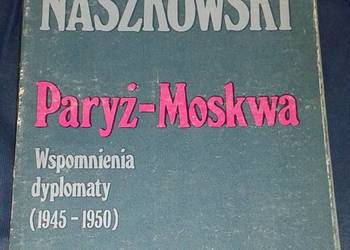 NASZKOWSKI
Paryż-Moskwa
Wspomnienia
dyplomaty
(1945-1950)